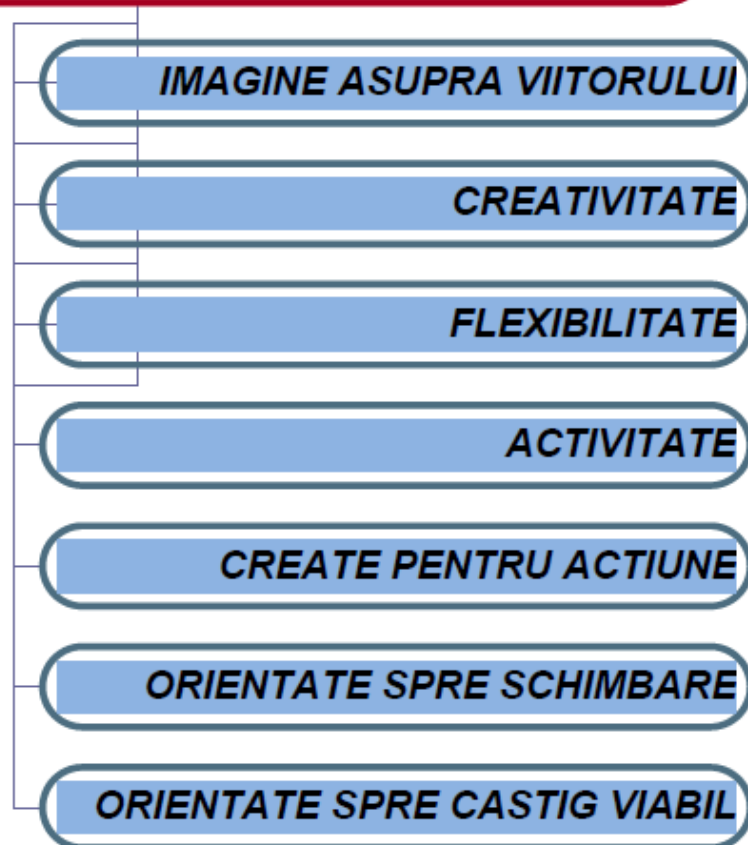 IMAGINE ASUPRA VIITORULUI
CREATIVITATE
FLEXIBILITATE
ACTIVITATE
CREATE PENTRU ACTIUNE
ORIENTATE SPRE SCHIMBARE
ORIENTATE SPRE CASTIG VIABIL